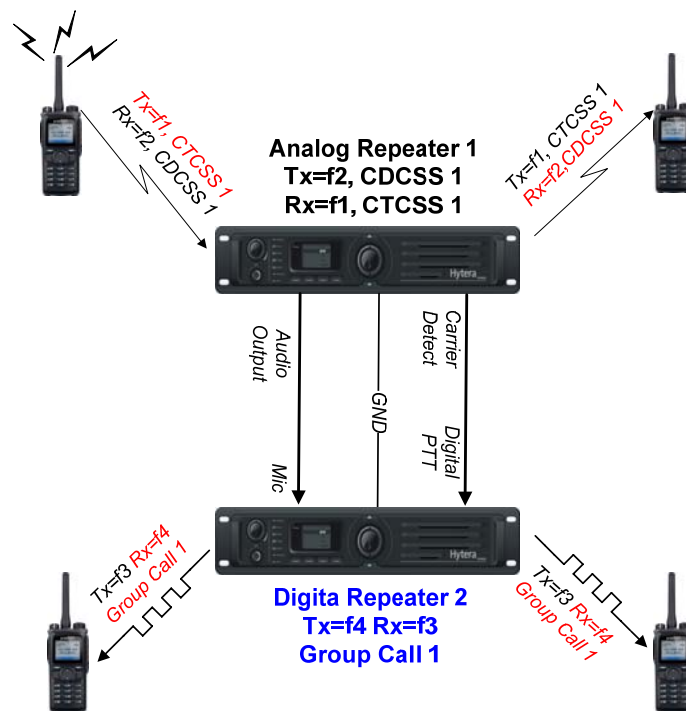 Tx=f1, CTCSS 1
Rx=f2, CDCSS 1
Analog Repeater 1
Tx=f2, CDCSS 1
Rx=f1, CTCSS 1
Tx=f1, CTCSS 1
Rx=f2,CDCSS 1
Hytera
Audio
Output
Mic
GND
Carrier
Detect
Digital
PTT
Hytera
Tx=f3 Rx=f4
Group Call 1
Digita Repeater 2
Tx=f4 Rx=f3
Group Call 1
Tx=f3 Rx=f4
Group Call 1